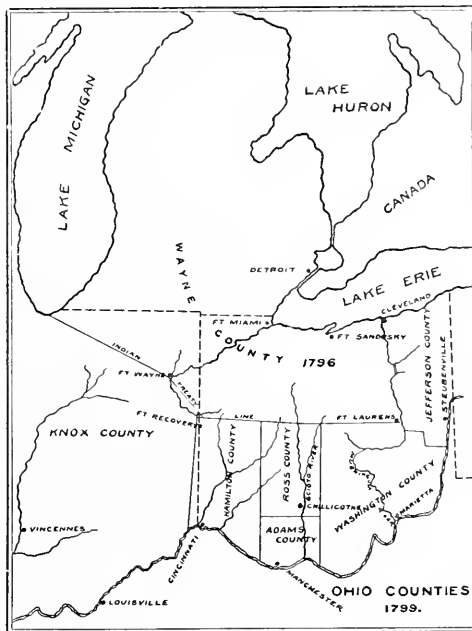 LAKE MICHIGAN
LAKE
HURON
CANADA
WAYNE
COUNTY 1796
DETROIT
LAKE ERIE
CLEVELAND
FT MIAMI
FT SANDUSKY
JEFFERSON COUNTY
STEUBENVILLE
INDIAN
TREATY
LINE
FT WAYNE
FT RECOVERY
FT LAURENS
KNOX COUNTY
HAMILTON COUNTY
ROSS COUNTY
SCIOTO RIVER
CHILLICOTHE
WASHINGTON COUNTY
MARIETTA
ADAMS
COUNTY
VINCENNES
CINCINNATI
MANCHESTER
LOUISVILLE
OHIO COUNTIES
1799.